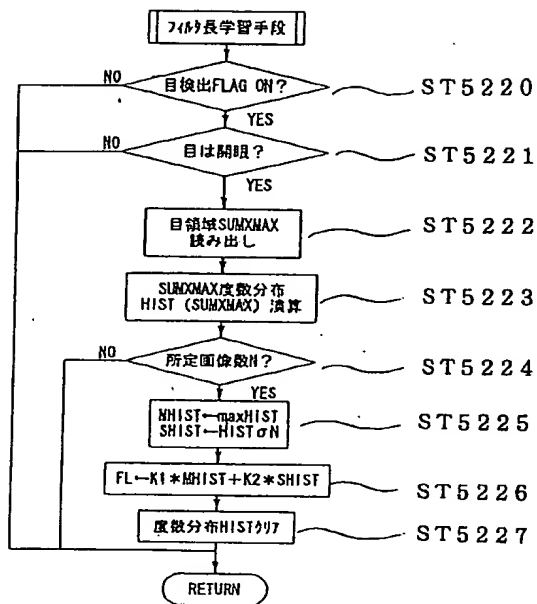 フィルタ長学習手段
NO
目検出FLAG ON?
YES
ST5220
NO
目は開眼?
YES
ST5221
目領域SUMXMAX
読み出し
ST5222
SUMXMAX度数分布
HIST (SUMXMAX) 演算
ST5223
NO
所定画像数N?
YES
ST5224
MHIST←maxHIST
SHIST←HISTσN
ST5225
FL←K1*MHIST+K2*SHIST
ST5226
度数分布HISTクリア
ST5227
RETURN